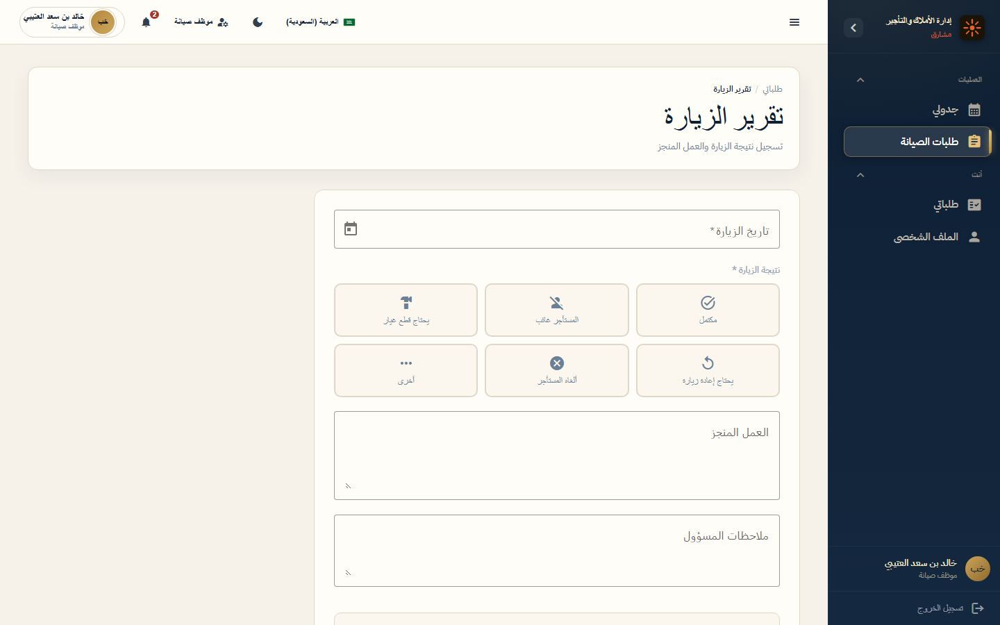 إدارة الأملاك والتأجير
مشارق
العمليات
جدولي
طلبات الصيانة
أنت
طلباتي
الملف الشخصي
خب
خالد بن سعد العتيبي
موظف صيانة
تسجيل الخروج
العربية (السعودية)
موظف صيانة
2
خب
خالد بن سعد العتيبي
موظف صيانة
طلباتي / تقرير الزيارة
تقرير الزيارة
تسجيل نتيجة الزيارة والعمل المنجز
تاريخ الزيارة *
نتيجة الزيارة *
مكتمل
المستأجر غائب
يحتاج قطع غيار
يحتاج إعادة زيارة
ألغاه المستأجر
أخرى
العمل المنجز
ملاحظات المسؤول